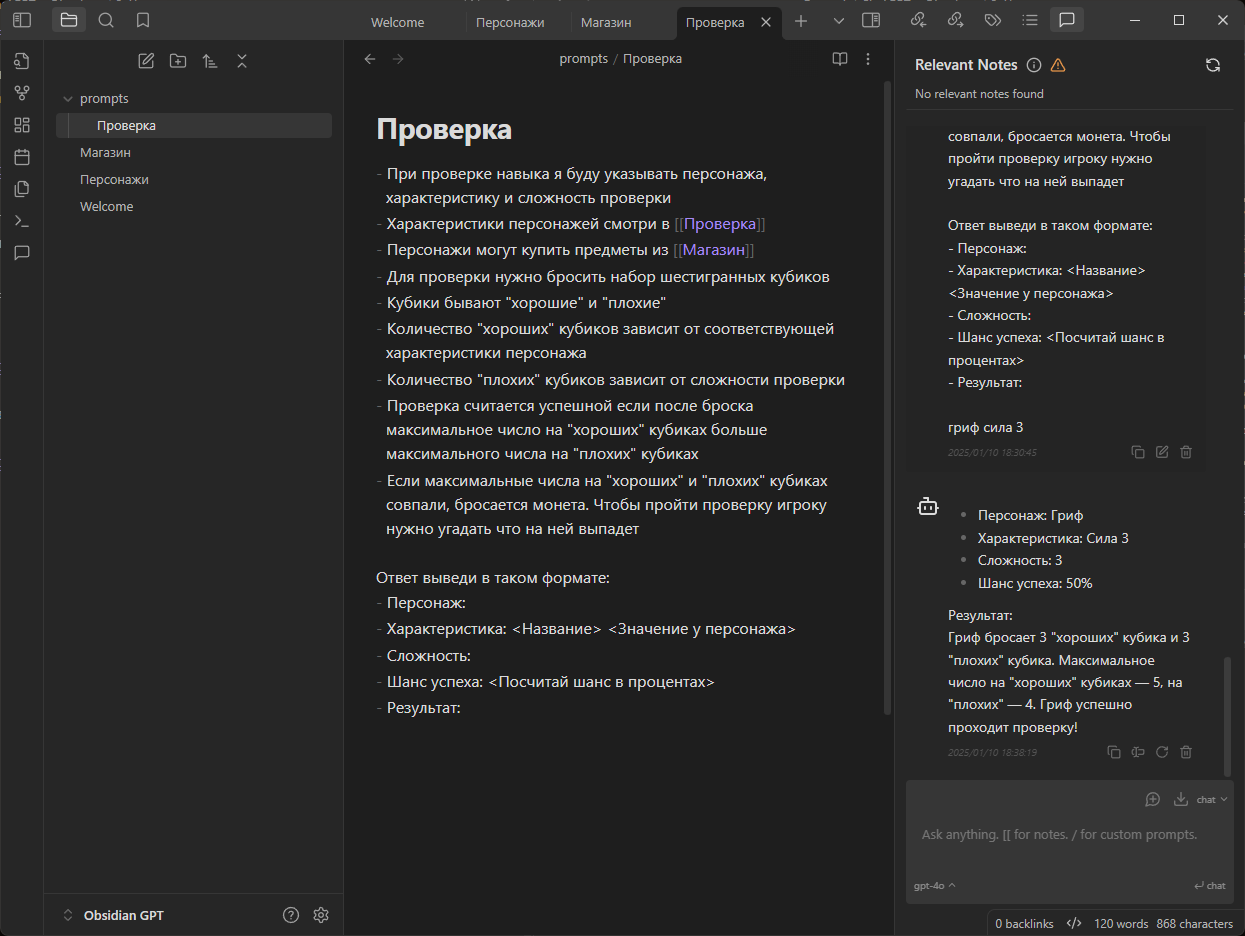 Welcome
Персонажи
Магазин
Проверка
prompts
Проверка
Магазин
Персонажи
Welcome
Obsidian GPT
prompts / Проверка
Проверка
- При проверке навыка я буду указывать персонажа,
характеристику и сложность проверки
- Характеристики персонажей смотри в [[Проверка]]
- Персонажи могут купить предметы из [[Магазин]]
- Для проверки нужно бросить набор шестигранных кубиков
- Кубики бывают "хорошие" и "плохие"
- Количество "хороших" кубиков зависит от соответствующей
характеристики персонажа
- Количество "плохих" кубиков зависит от сложности проверки
- Проверка считается успешной если после броска
максимальное число на "хороших" кубиках больше
максимального числа на "плохих" кубиках
- Если максимальные числа на "хороших" и "плохих" кубиках
совпали, бросается монета. Чтобы пройти проверку игроку
нужно угадать что на ней выпадет
Ответ выведи в таком формате:
- Персонаж:
- Характеристика: <Название> <Значение у персонажа>
- Сложность:
- Шанс успеха: <Посчитай шанс в процентах>
- Результат:
Relevant Notes
No relevant notes found
совпали, бросается монета. Чтобы
пройти проверку игроку нужно
угадать что на ней выпадет
Ответ выведи в таком формате:
- Персонаж:
- Характеристика: <Название>
<Значение у персонажа>
- Сложность:
- Шанс успеха: <Посчитай шанс в
процентах>
- Результат:
гриф сила 3
2025/01/10 18:30:45
Персонаж: Гриф
Характеристика: Сила 3
Сложность: 3
Шанс успеха: 50%
Результат:
Гриф бросает 3 "хороших" кубика и 3
"плохих" кубика. Максимальное
число на "хороших" кубиках — 5, на
"плохих" — 4. Гриф успешно
проходит проверку!
2025/01/10 18:38:19
chat
Ask anything. [[ for notes. / for custom prompts.
gpt-4o
chat
0 backlinks
120 words
868 characters